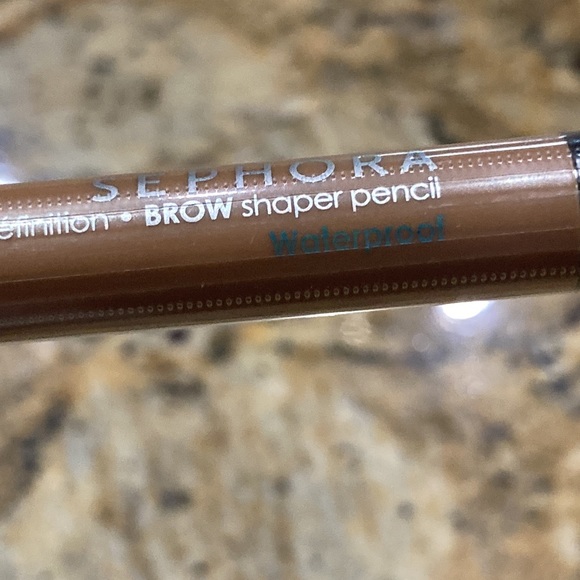 SEPHORA
efinition • BROW shaper pencil
Waterproof